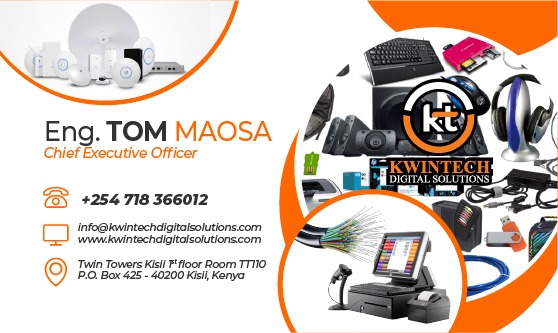 Eng. TOM MAOSA
Chief Executive Officer
+254 718 366012
info@kwintechdigitalsolutions.com
www.kwintechdigitalsolutions.com
Twin Towers Kisii 1st floor Room TT110
P.O. Box 425 - 40200 Kisii, Kenya
kt
KWINTECH
DIGITAL SOLUTIONS